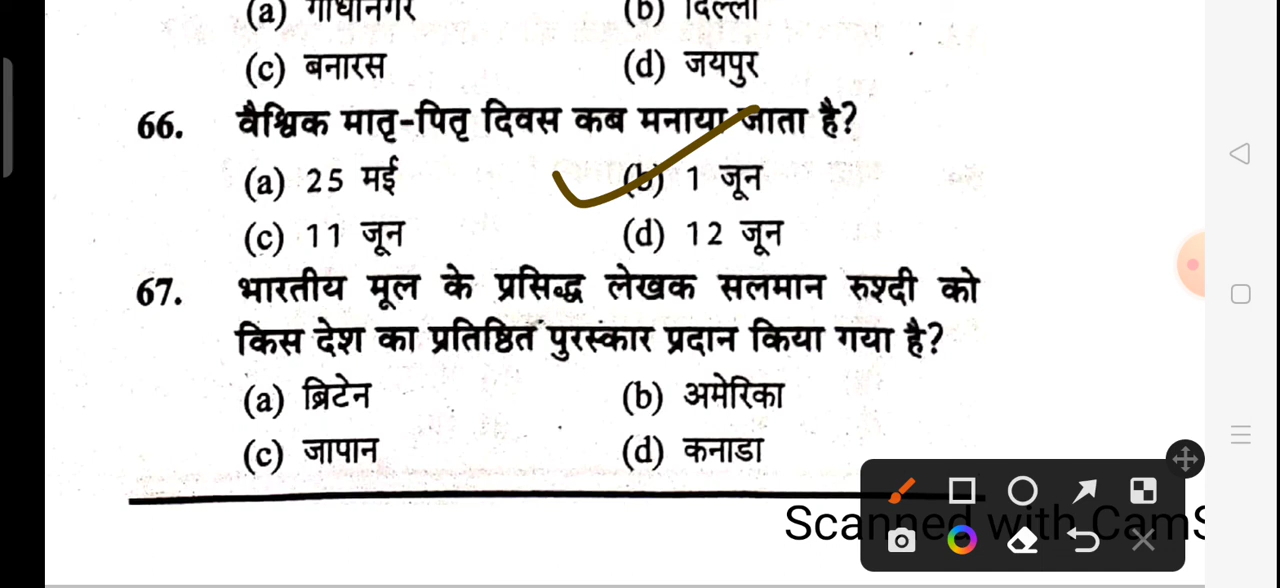 (a) गांधीनगर (b) दिल्ली
(c) बनारस (d) जयपुर
66. वैश्विक मातृ-पितृ दिवस कब मनाया जाता है?
(a) 25 मई (b) 1 जून
(c) 11 जून (d) 12 जून
67. भारतीय मूल के प्रसिद्ध लेखक सलमान रुश्दी को
किस देश का प्रतिष्ठित पुरस्कार प्रदान किया गया है?
(a) ब्रिटेन (b) अमेरिका
(c) जापान (d) कनाडा
Scanned with CamS